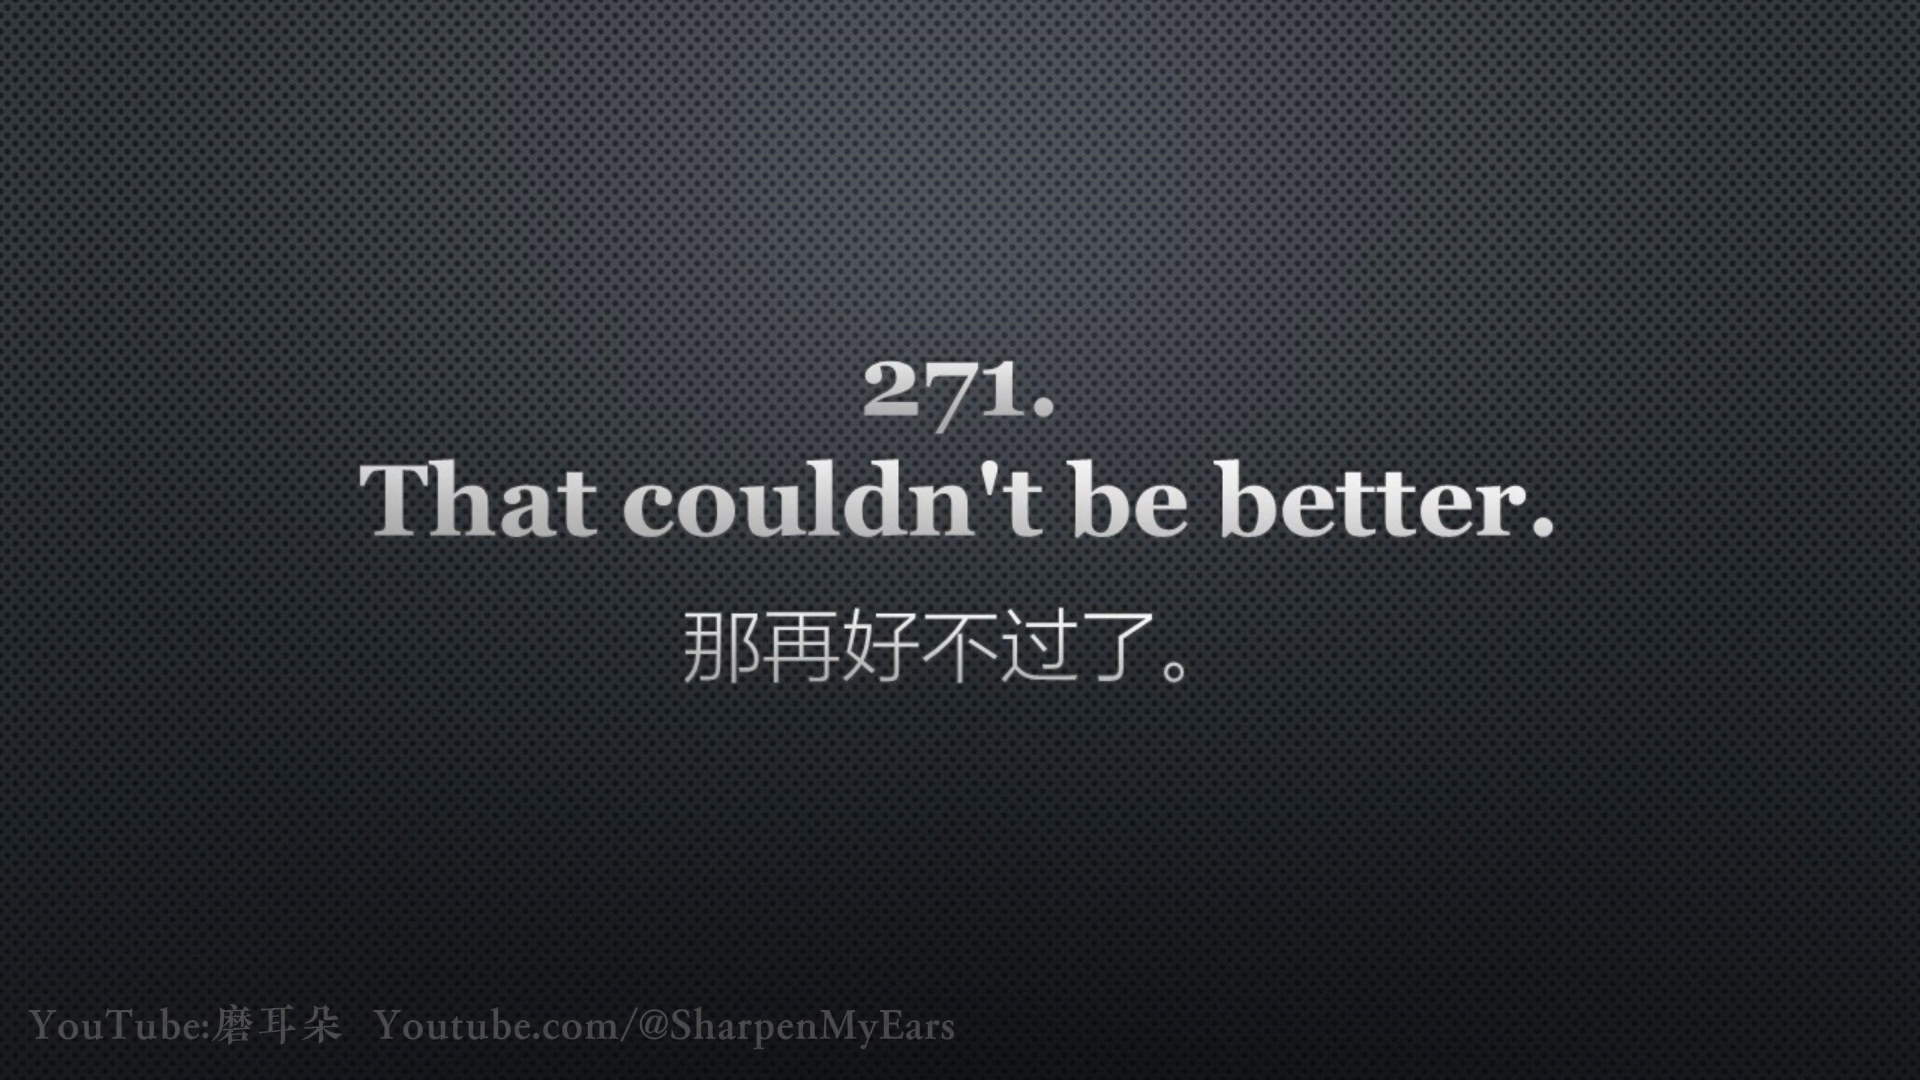 271.
That couldn't be better.
那再好不过了。
YouTube:磨耳朵 Youtube.com/@SharpenMyEars